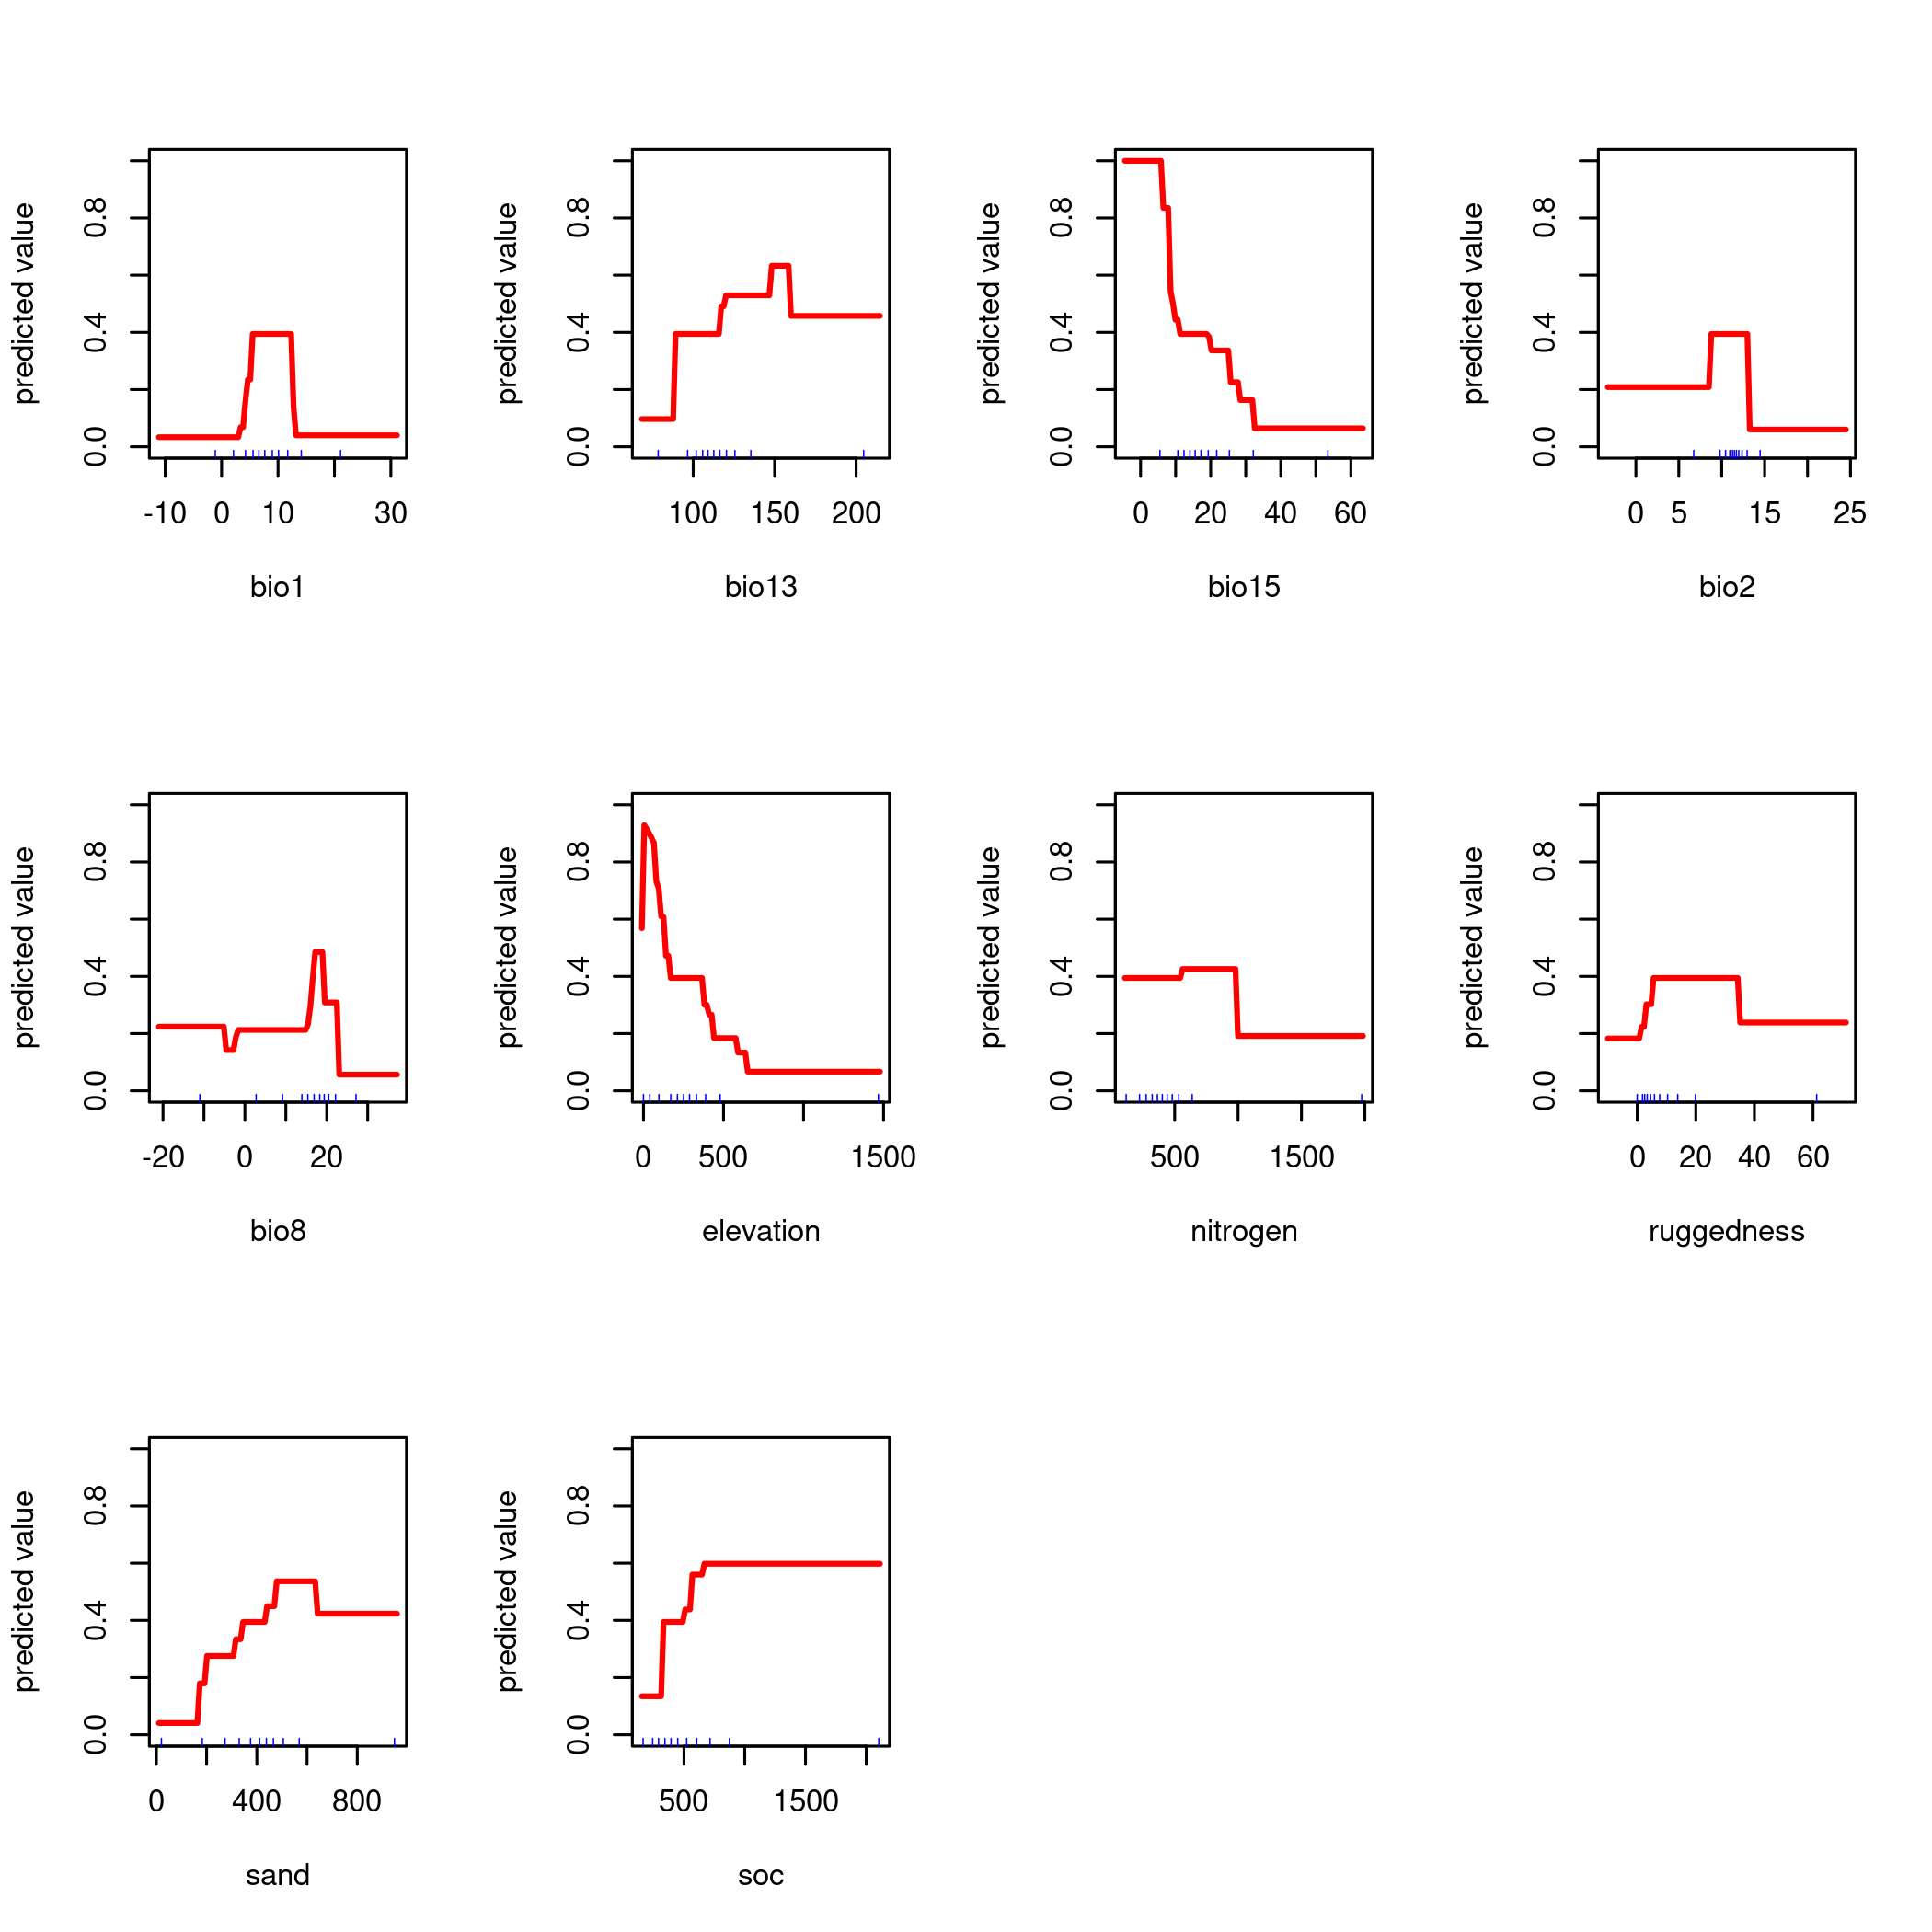 predicted value
0.0 0.4 0.8
-10 0 10 30
bio1
predicted value
0.0 0.4 0.8
100 150 200
bio13
predicted value
0.0 0.4 0.8
0 20 40 60
bio15
predicted value
0.0 0.4 0.8
0 5 15 25
bio2
predicted value
0.0 0.4 0.8
-20 0 20
bio8
predicted value
0.0 0.4 0.8
0 500 1500
elevation
predicted value
0.0 0.4 0.8
500 1500
nitrogen
predicted value
0.0 0.4 0.8
0 20 40 60
ruggedness
predicted value
0.0 0.4 0.8
0 400 800
sand
predicted value
0.0 0.4 0.8
500 1500
soc